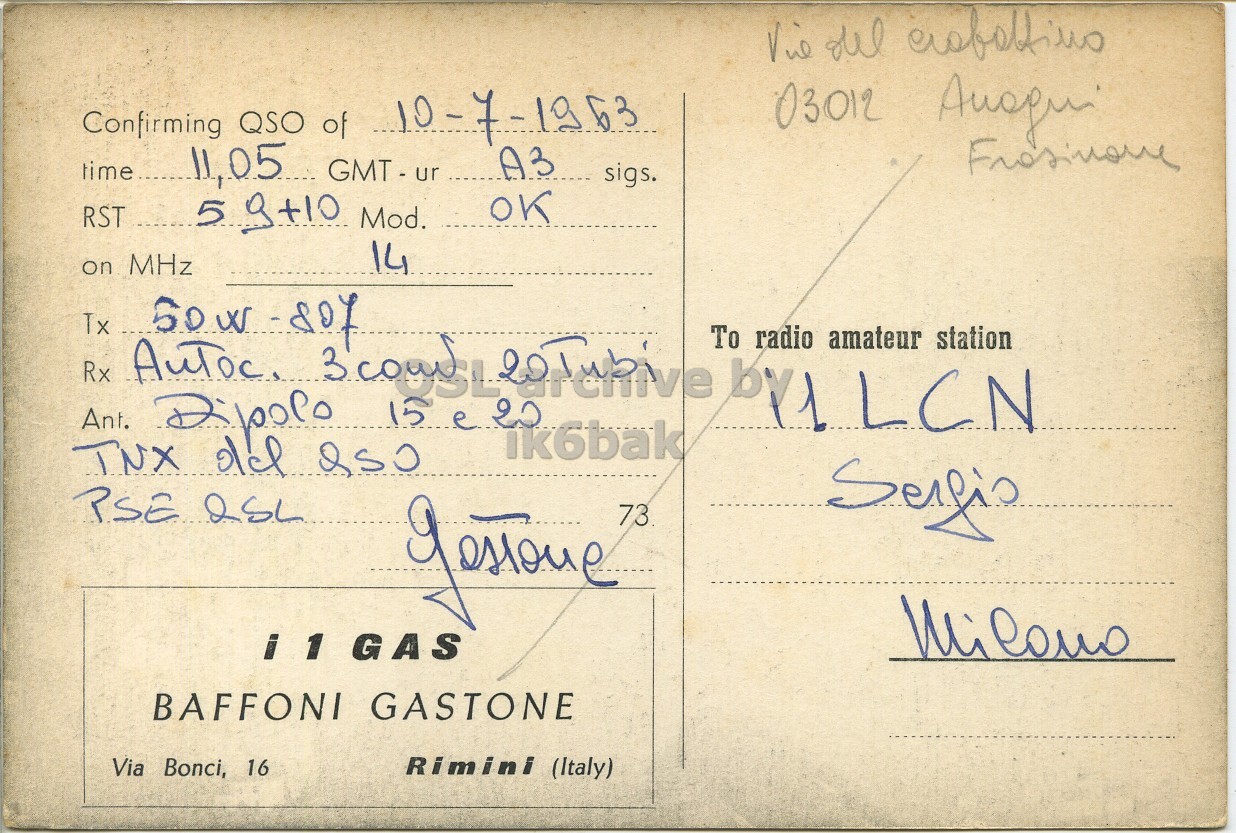 Confirming QSO of 10-7-1963
time 11,05 GMT - ur A3 sigs.
RST 59+10 Mod. OK
on MHz 14
Tx 50W - 807
Rx Autoc. 3 conv 20 Tubi
Ant. Dipolo 15 e 20
TNX del QSO
PSE QSL 73
Gastone
i 1 GAS
BAFFONI GASTONE
Via Bonci, 16 Rimini (Italy)
Via del
03012 Anagni
Frosinone
To radio amateur station
i1 LCN
Sergio
Milano
QSL archive by
ik6bak